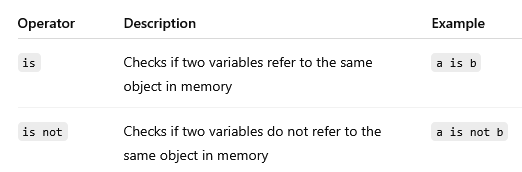 Operator Description Example
is Checks if two variables refer to the same a is b
object in memory
is not Checks if two variables do not refer to the a is not b
same object in memory